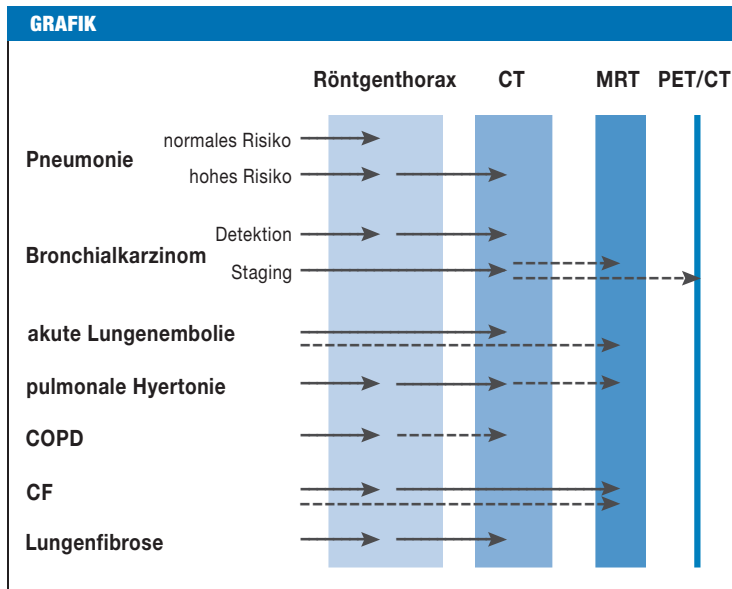 GRAFIK
Röntgenthorax CT MRT PET/CT
normales Risiko
Pneumonie
hohes Risiko
Detektion
Bronchialkarzinom
Staging
akute Lungenembolie
pulmonale Hyertonie
COPD
CF
Lungenfibrose